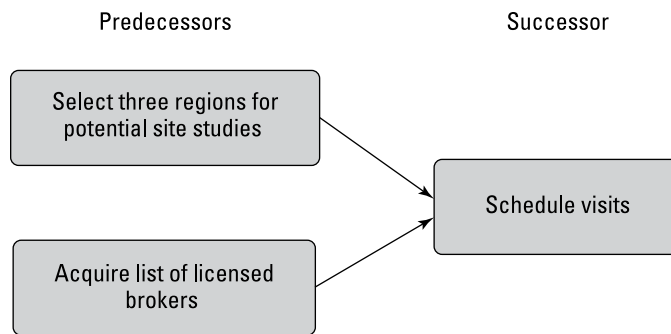 Predecessors
Successor
Select three regions for
potential site studies
Schedule visits
Acquire list of licensed
brokers